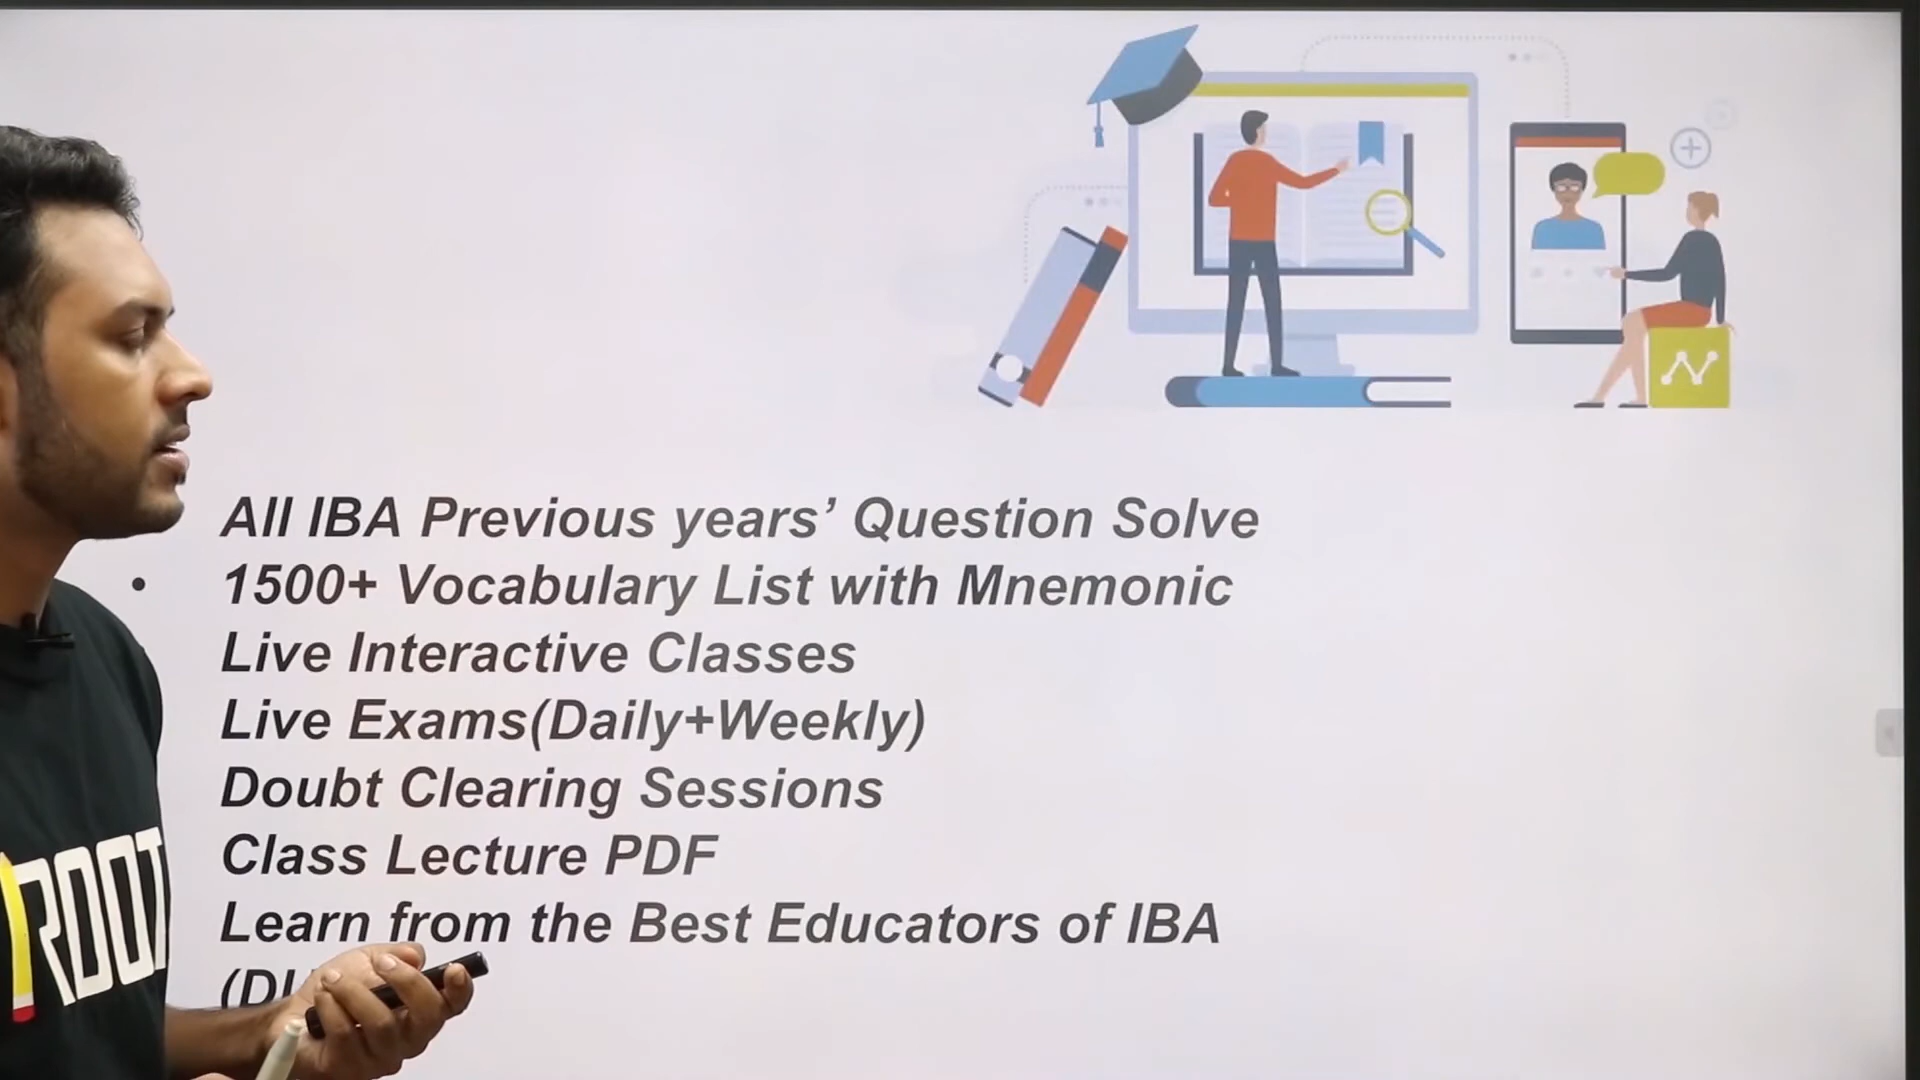 All IBA Previous years’ Question Solve
• 1500+ Vocabulary List with Mnemonic
Live Interactive Classes
Live Exams(Daily+Weekly)
Doubt Clearing Sessions
Class Lecture PDF
Learn from the Best Educators of IBA
ROOT